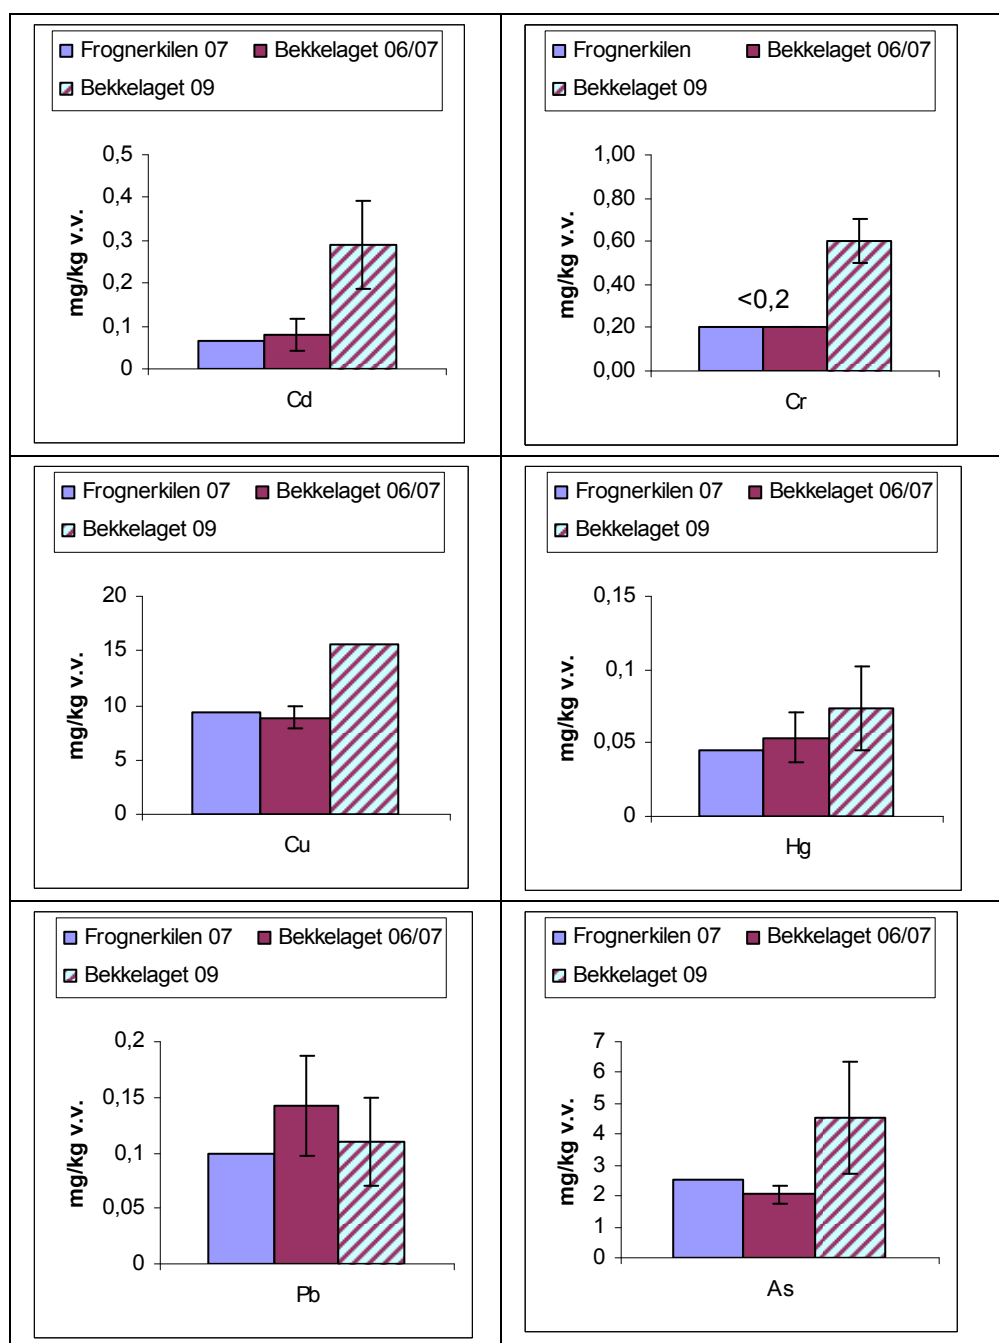 Frognerkilen 07 Bekkelaget 06/07
Bekkelaget 09
mg/kg v.v.
0,5
0,4
0,3
0,2
0,1
0
Cd
Frognerkilen Bekkelaget 06/07
Bekkelaget 09
mg/kg v.v.
1,00
0,80
0,60
0,40
0,20
0,00
<0,2
Cr
Frognerkilen 07 Bekkelaget 06/07
Bekkelaget 09
mg/kg v.v.
20
15
10
5
0
Cu
Frognerkilen 07 Bekkelaget 06/07
Bekkelaget 09
mg/kg v.v.
0,15
0,1
0,05
0
Hg
Frognerkilen 07 Bekkelaget 06/07
Bekkelaget 09
mg/kg v.v.
0,2
0,15
0,1
0,05
0
Pb
Frognerkilen 07 Bekkelaget 06/07
Bekkelaget 09
mg/kg v.v.
7
6
5
4
3
2
1
0
As